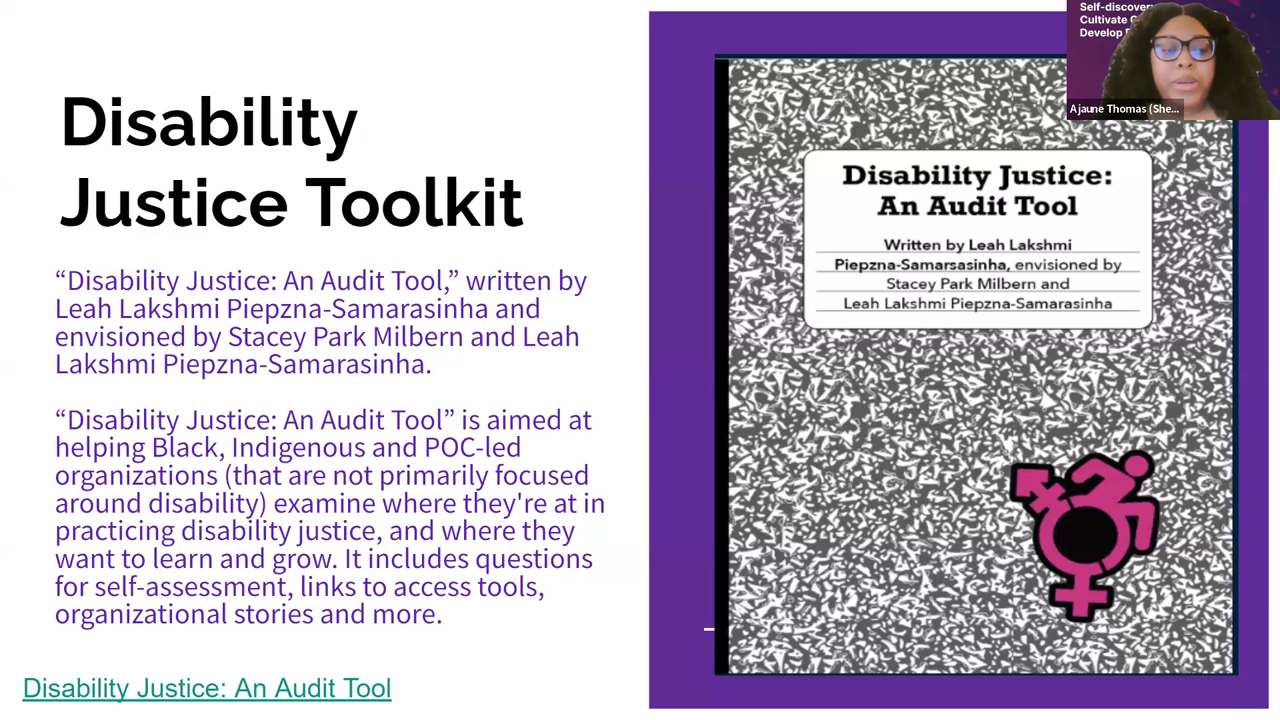 Disability
Justice Toolkit
“Disability Justice: An Audit Tool,” written by
Leah Lakshmi Piepzna-Samarasinha and
envisioned by Stacey Park Milbern and Leah
Lakshmi Piepzna-Samarasinha.
“Disability Justice: An Audit Tool” is aimed at
helping Black, Indigenous and POC-led
organizations (that are not primarily focused
around disability) examine where they're at in
practicing disability justice, and where they
want to learn and grow. It includes questions
for self-assessment, links to access tools,
organizational stories and more.
Disability Justice: An Audit Tool
Disability Justice:
An Audit Tool
Written by Leah Lakshmi
Piepzna-Samarsasinha, envisioned by
Stacey Park Milbern and
Leah Lakshmi Piepzna-Samarasinha
Self-discovery
Cultivate
Develop
Ajaune Thomas (She...